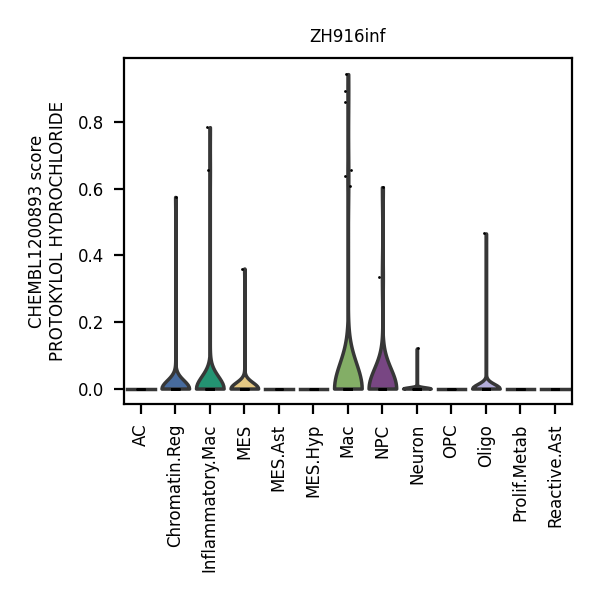 ZH916inf
CHEMBL1200893 score
PROTOKYLOL HYDROCHLORIDE
0.8
0.6
0.4
0.2
0.0
AC
Chromatin.Reg
Inflammatory.Mac
MES
MES.Ast
MES.Hyp
Mac
NPC
Neuron
OPC
Oligo
Prolif.Metab
Reactive.Ast